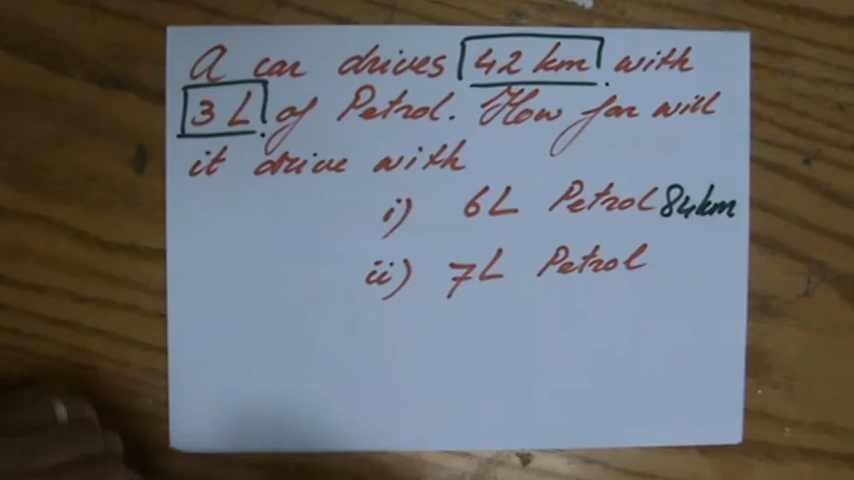 A car drives 42 km with
3 L of Petrol. How far will
it drive with
i) 6L Petrol 84km
ii) 7L Petrol